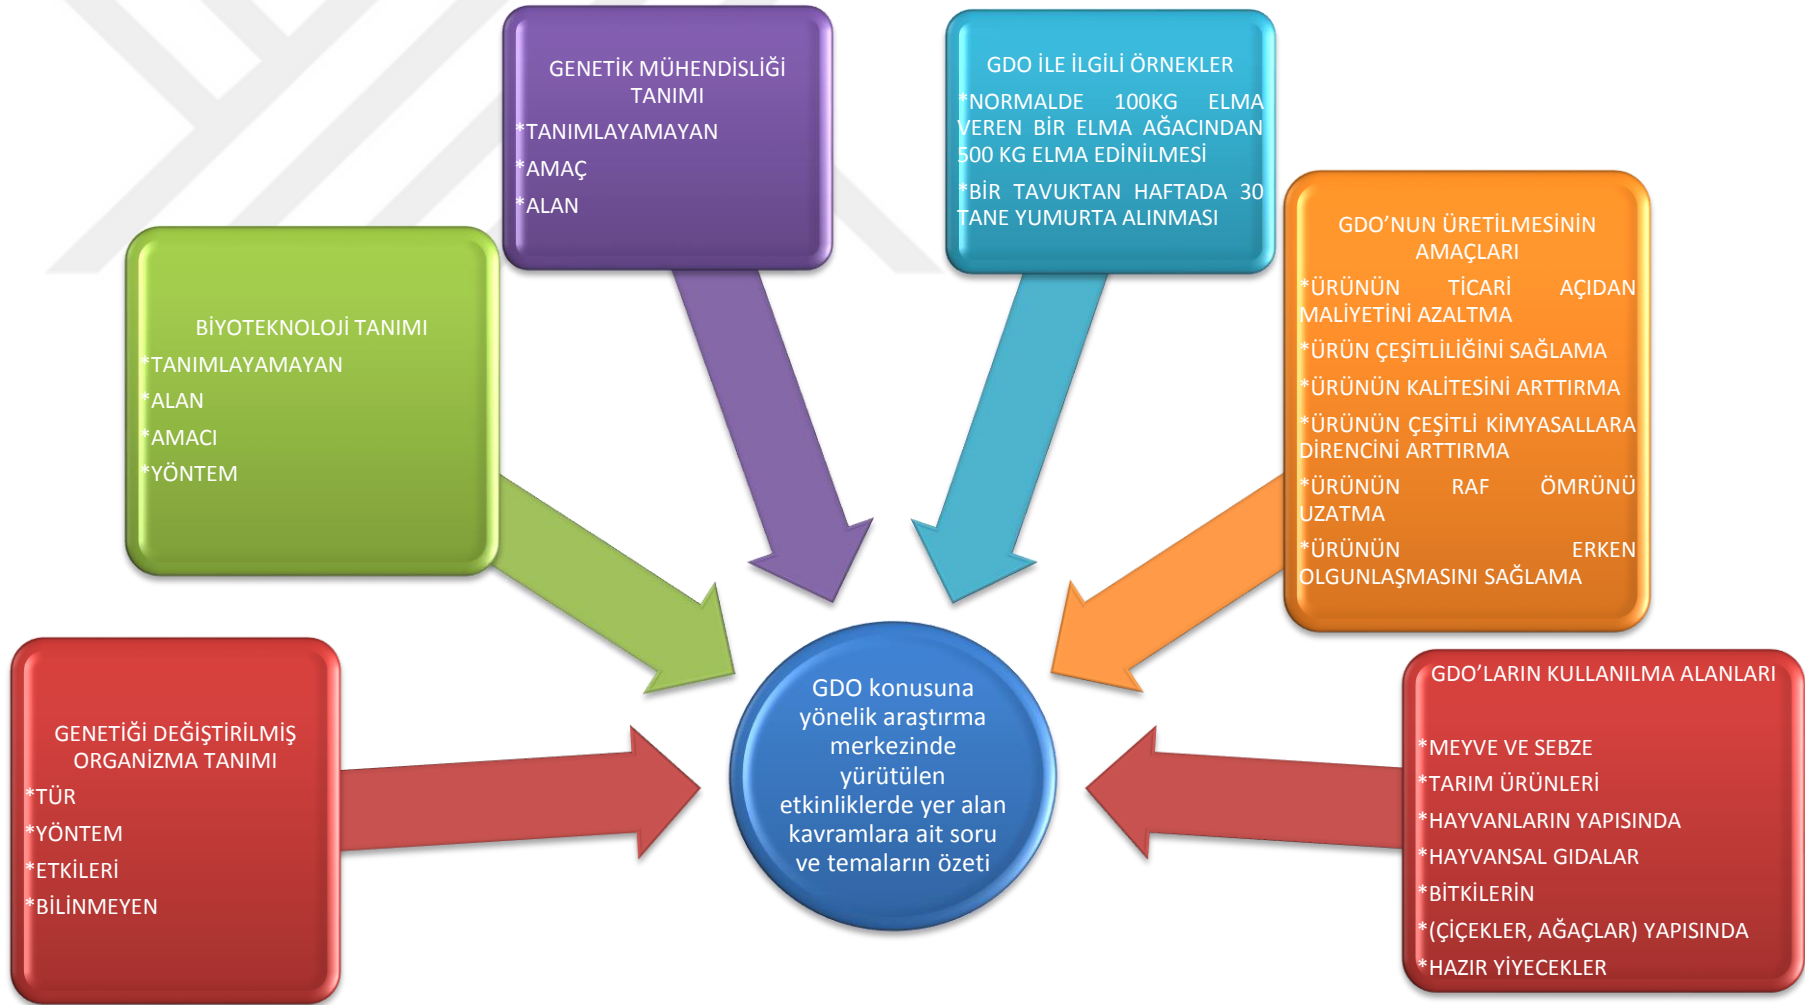 GENETİK MÜHENDİSLİĞİ
TANIMI
*TANIMLAYAMAYAN
*AMAÇ
*ALAN
GDO İLE İLGİLİ ÖRNEKLER
*NORMALDE 100KG ELMA
VEREN BİR ELMA AĞACINDAN
500 KG ELMA EDİNİLMESİ
*BİR TAVUKTAN HAFTADA 30
TANE YUMURTA ALINMASI
BİYOTEKNOLOJİ TANIMI
*TANIMLAYAMAYAN
*ALAN
*AMACI
*YÖNTEM
GDO’NUN ÜRETİLMESİNİN
AMAÇLARI
*ÜRÜNÜN TİCARİ AÇIDAN
MALİYETİNİ AZALTMA
*ÜRÜN ÇEŞİTLİLİĞİNİ SAĞLAMA
*ÜRÜNÜN KALİTESİNİ ARTTIRMA
*ÜRÜNÜN ÇEŞİTLİ KİMYASALLARA
DİRENCİNİ ARTTIRMA
*ÜRÜNÜN RAF ÖMRÜNÜ
UZATMA
*ÜRÜNÜN ERKEN
OLGUNLAŞMASINI SAĞLAMA
GENETİĞİ DEĞİŞTİRİLMİŞ
ORGANİZMA TANIMI
*TÜR
*YÖNTEM
*ETKİLERİ
*BİLİNMEYEN
GDO konusuna
yönelik araştırma
merkezinde
yürütülen
etkinliklerde yer alan
kavramlara ait soru
ve temaların özeti
GDO’LARIN KULLANILMA ALANLARI
*MEYVE VE SEBZE
*TARIM ÜRÜNLERİ
*HAYVANLARIN YAPISINDA
*HAYVANSAL GIDALAR
*BİTKİLERİN
*(ÇİÇEKLER, AĞAÇLAR) YAPISINDA
*HAZIR YİYECEKLER